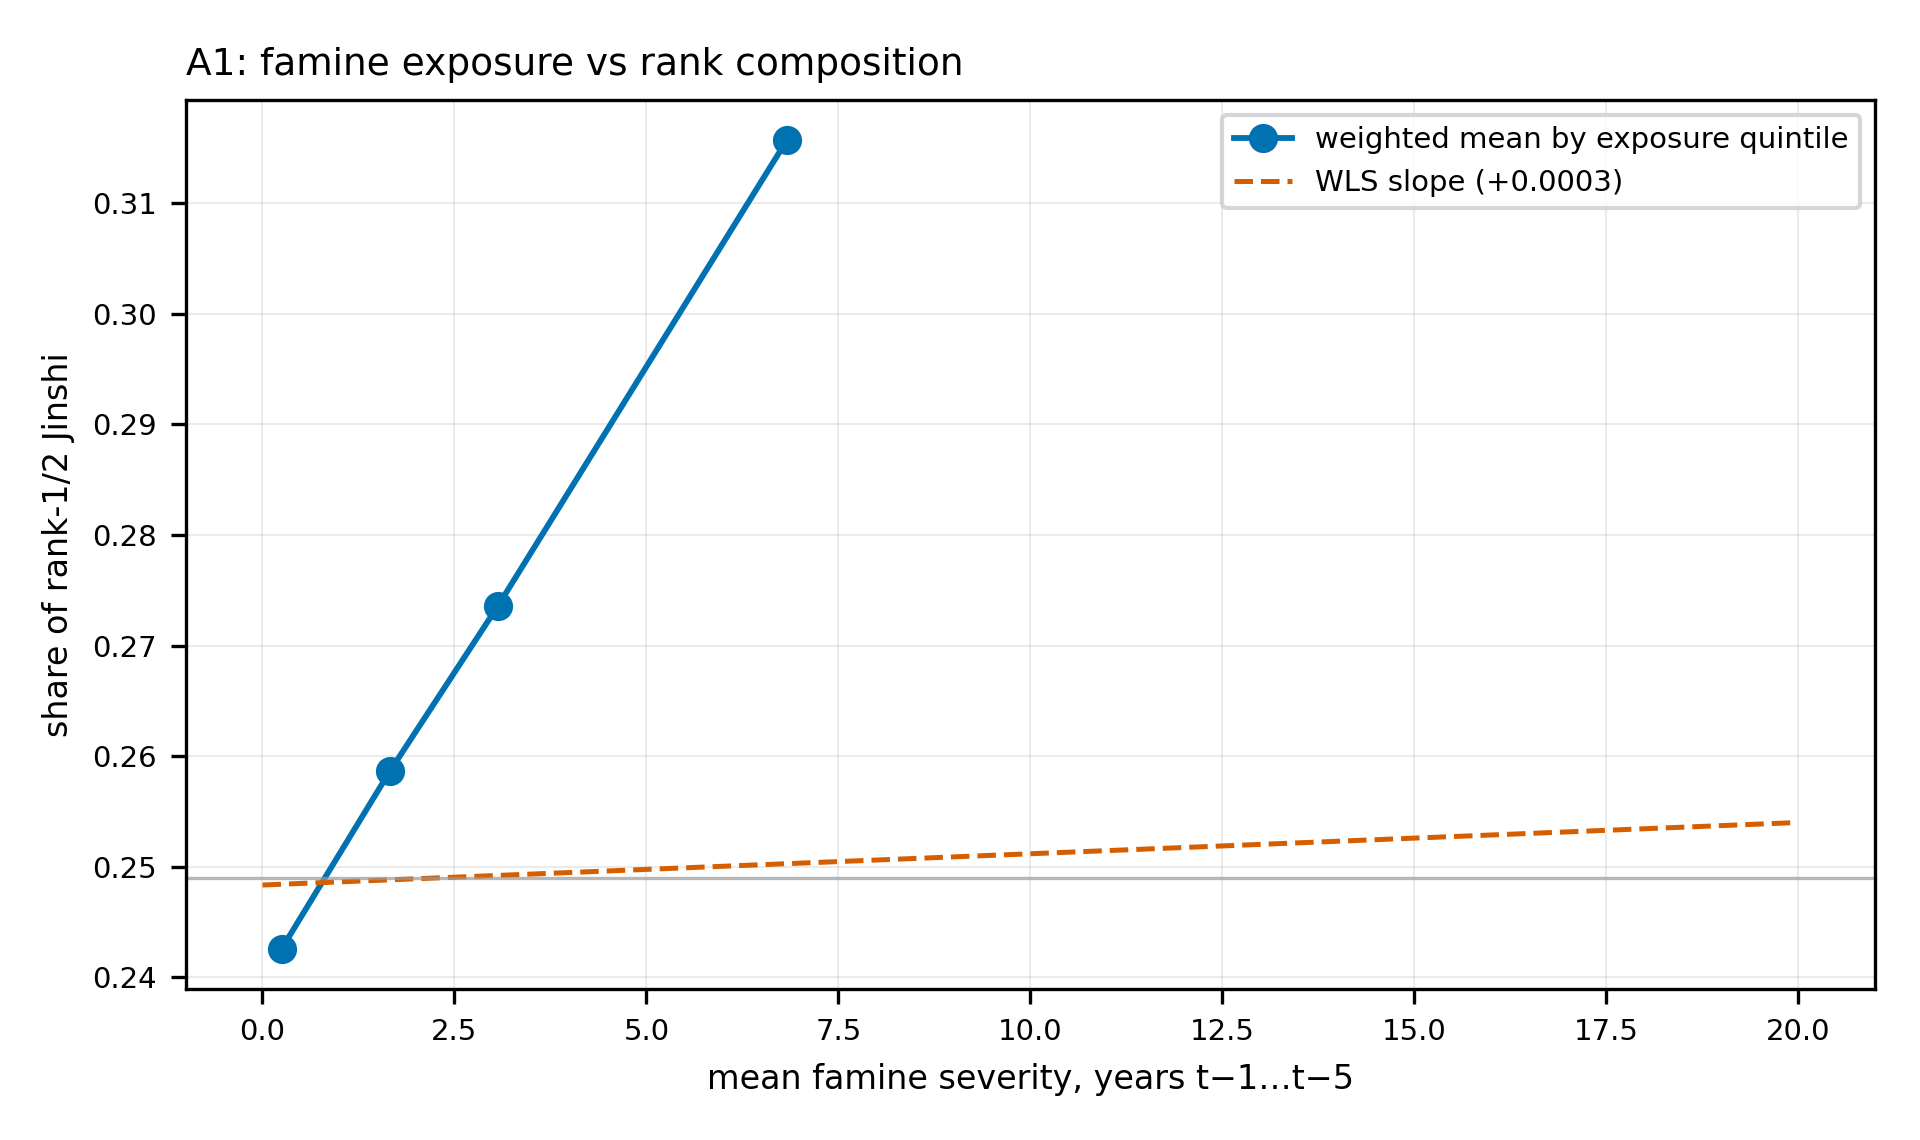 A1: famine exposure vs rank composition
weighted mean by exposure quintile
WLS slope (+0.0003)
share of rank-1/2 Jinshi
0.31
0.30
0.29
0.28
0.27
0.26
0.25
0.24
0.0 2.5 5.0 7.5 10.0 12.5 15.0 17.5 20.0
mean famine severity, years t−1...t−5